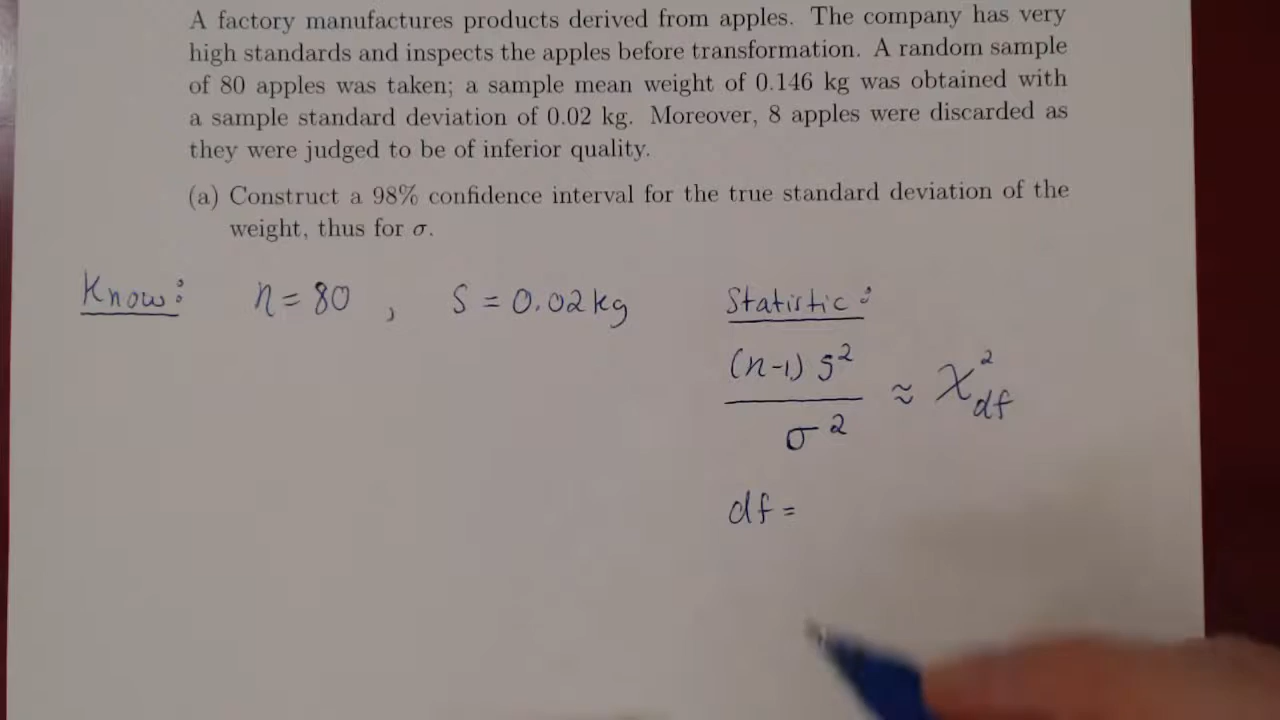 A factory manufactures products derived from apples. The company has very
high standards and inspects the apples before transformation. A random sample
of 80 apples was taken; a sample mean weight of 0.146 kg was obtained with
a sample standard deviation of 0.02 kg. Moreover, 8 apples were discarded as
they were judged to be of inferior quality.
(a) Construct a 98% confidence interval for the true standard deviation of the
weight, thus for σ.
Know: n = 80 , S = 0.02 kg
Statistic:
(n-1) S²
σ²
≈ χ²df
df =